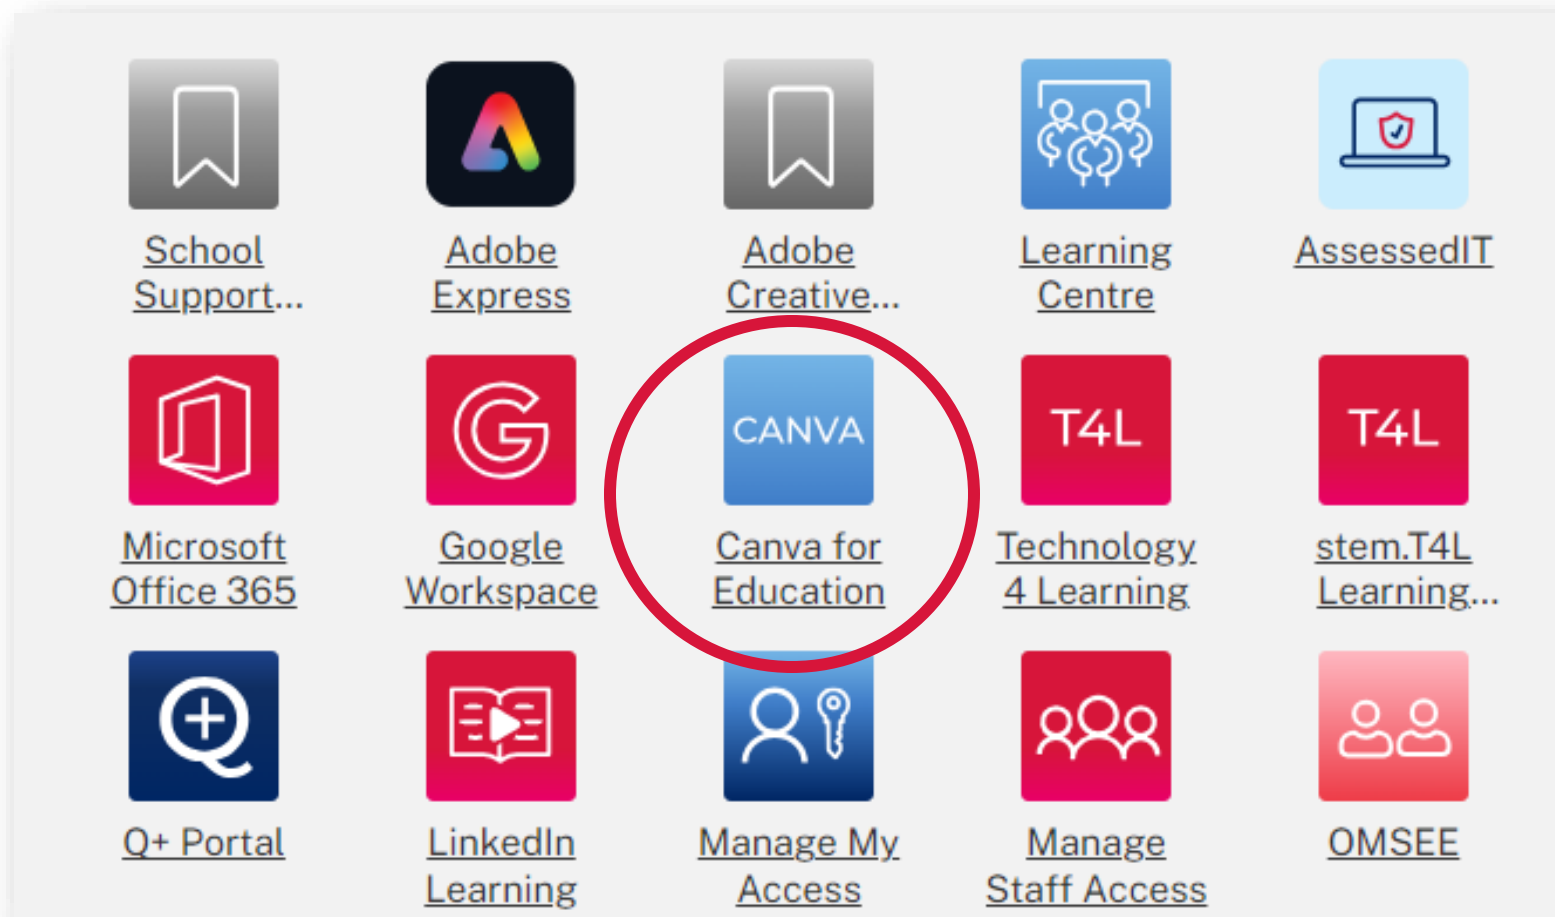 School
Support...
Adobe
Express
Adobe
Creative...
Learning
Centre
AssessedIT
Microsoft
Office 365
Google
Workspace
CANVA
Canva for
Education
T4L
Technology
4 Learning
T4L
stem.T4L
Learning...
Q+ Portal
LinkedIn
Learning
Manage My
Access
Manage
Staff Access
OMSEE